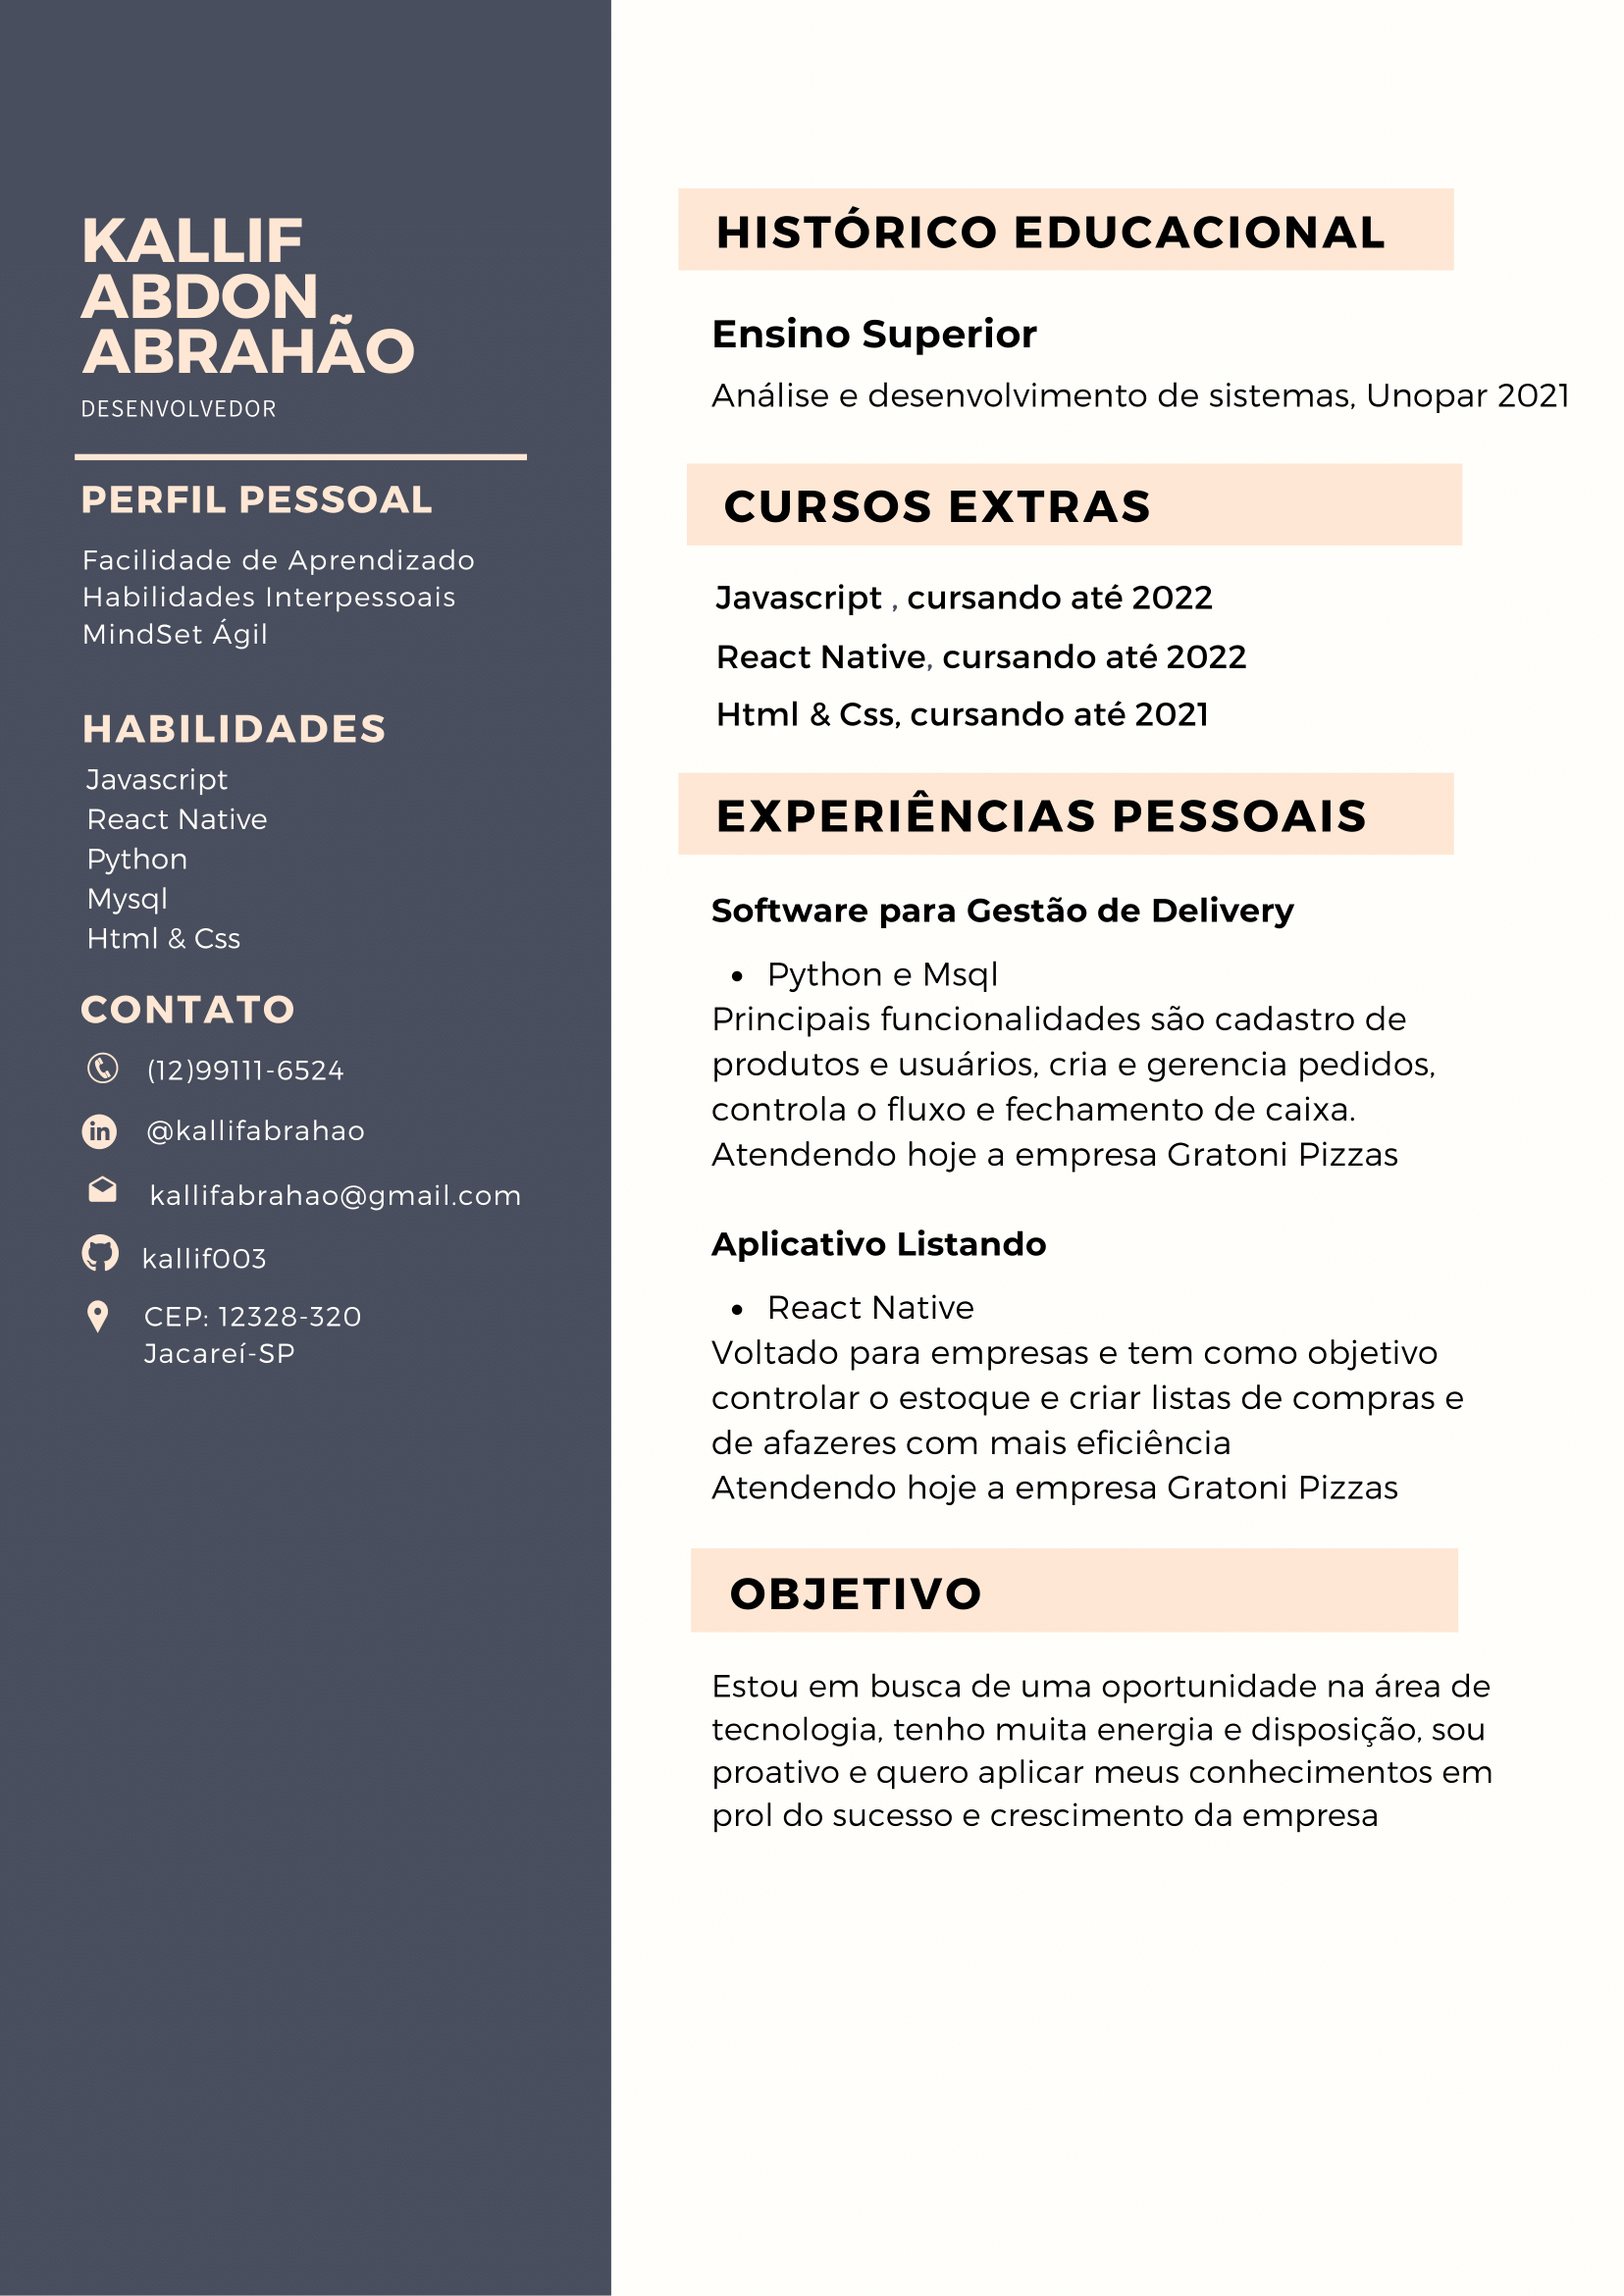 KALLIF
ABDON
ABRAHÃO
DESENVOLVEDOR
PERFIL PESSOAL
Facilidade de Aprendizado
Habilidades Interpessoais
MindSet Ágil
HABILIDADES
Javascript
React Native
Python
Mysql
Html & Css
CONTATO
(12)99111-6524
in @kallifabrahao
kallifabrahao@gmail.com
kallif003
CEP: 12328-320
Jacareí-SP
HISTÓRICO EDUCACIONAL
Ensino Superior
Análise e desenvolvimento de sistemas, Unopar 2021
CURSOS EXTRAS
Javascript , cursando até 2022
React Native, cursando até 2022
Html & Css, cursando até 2021
EXPERIÊNCIAS PESSOAIS
Software para Gestão de Delivery
• Python e Msql
Principais funcionalidades são cadastro de
produtos e usuários, cria e gerencia pedidos,
controla o fluxo e fechamento de caixa.
Atendendo hoje a empresa Gratoni Pizzas
Aplicativo Listando
• React Native
Voltado para empresas e tem como objetivo
controlar o estoque e criar listas de compras e
de afazeres com mais eficiência
Atendendo hoje a empresa Gratoni Pizzas
OBJETIVO
Estou em busca de uma oportunidade na área de
tecnologia, tenho muita energia e disposição, sou
proativo e quero aplicar meus conhecimentos em
prol do sucesso e crescimento da empresa